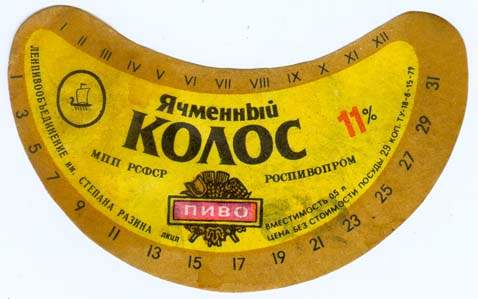 I II III IV V VI VII VIII IX X XI XII
ЛЕНПИВООБЪЕДИНЕНИЕ им. СТЕПАНА РАЗИНА
Ячменный
КОЛОС
11%
МПП РСФСР
РОСПИВОПРОМ
ПИВО
лкцп
ВМЕСТИМОСТЬ 0,5 л
ЦЕНА БЕЗ СТОИМОСТИ ПОСУДЫ 29 КОП. ТУ-18-6-15-79
1 3 5 7 9 11 13 15 17 19 21 23 25 27 29 31